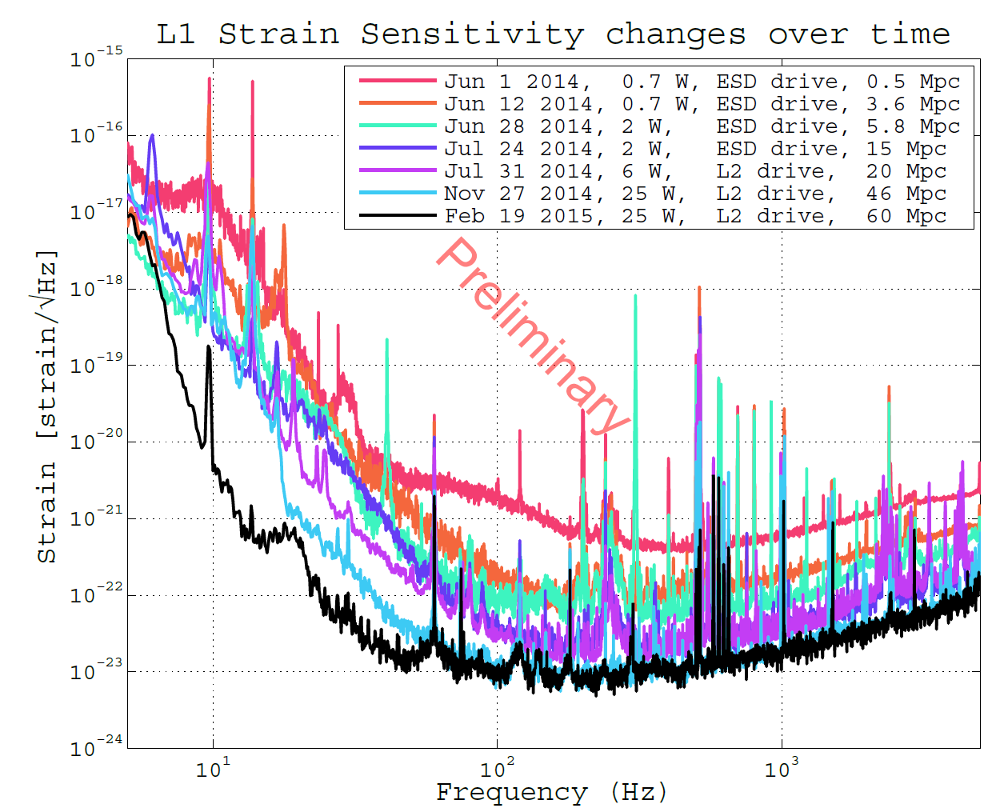 L1 Strain Sensitivity changes over time
Jun 1 2014, 0.7 W, ESD drive, 0.5 Mpc
Jun 12 2014, 0.7 W, ESD drive, 3.6 Mpc
Jun 28 2014, 2 W, ESD drive, 5.8 Mpc
Jul 24 2014, 2 W, ESD drive, 15 Mpc
Jul 31 2014, 6 W, L2 drive, 20 Mpc
Nov 27 2014, 25 W, L2 drive, 46 Mpc
Feb 19 2015, 25 W, L2 drive, 60 Mpc
Preliminary
Strain [strain/√Hz]
10⁻¹⁵
10⁻¹⁶
10⁻¹⁷
10⁻¹⁸
10⁻¹⁹
10⁻²⁰
10⁻²¹
10⁻²²
10⁻²³
10⁻²⁴
10¹ 10² 10³
Frequency (Hz)